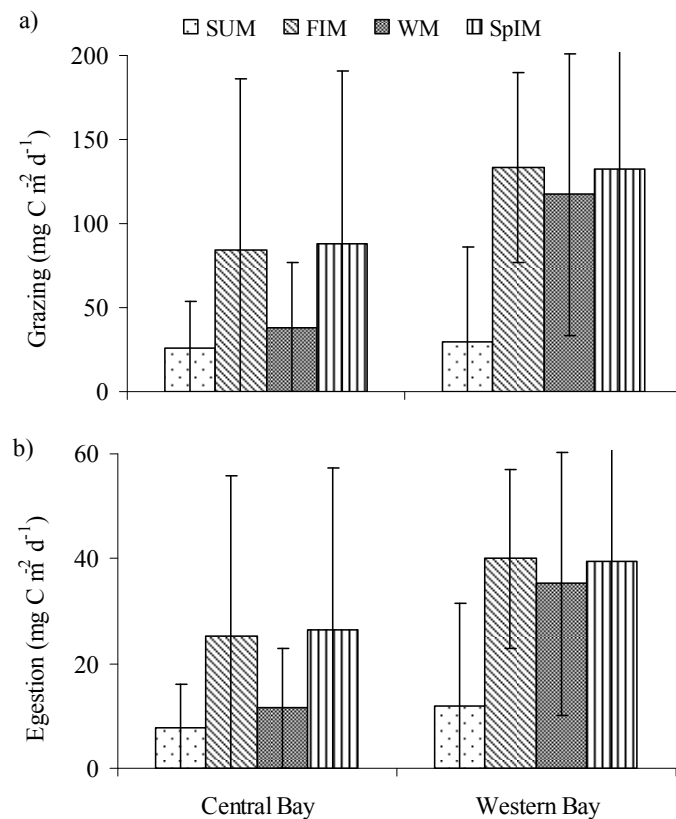 a)
SUM FIM WM SpIM
200
150
100
50
0
Grazing (mg C m-2 d-1)
b)
60
40
20
0
Egestion (mg C m-2 d-1)
Central Bay Western Bay